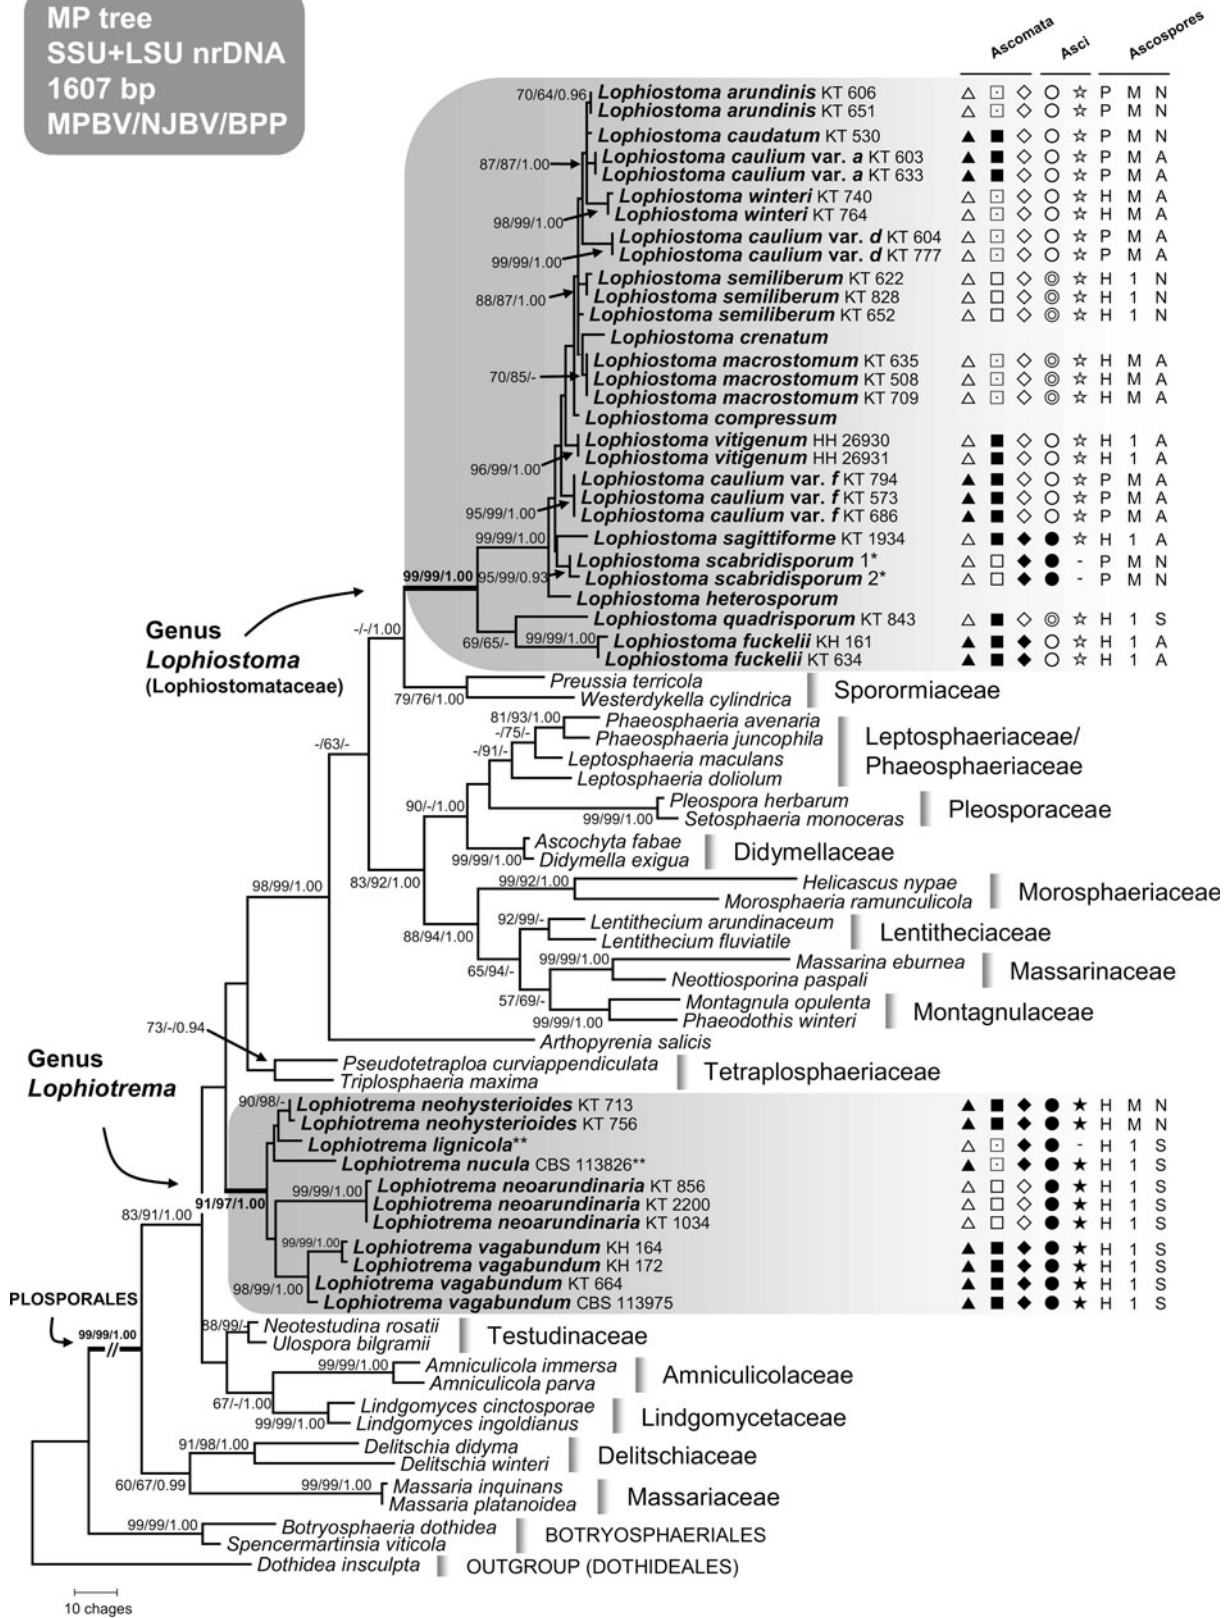 MP tree
SSU+LSU nrDNA
1607 bp
MPBV/NJBV/BPP
Ascomata Asci Ascospores
70/64/0.96 Lophiostoma arundinis KT 606 △ ⊡ ◇ ○ ☆ P M N
Lophiostoma arundinis KT 651 △ ⊡ ◇ ○ ☆ P M N
Lophiostoma caudatum KT 530 ▲ ■ ◇ ○ ☆ P M N
87/87/1.00 Lophiostoma caulium var. a KT 603 ▲ ■ ◇ ○ ☆ P M A
Lophiostoma caulium var. a KT 633 ▲ ■ ◇ ○ ☆ P M A
Lophiostoma winteri KT 740 △ ⊡ ◇ ○ ☆ H M A
98/99/1.00 Lophiostoma winteri KT 764 △ ⊡ ◇ ○ ☆ H M A
Lophiostoma caulium var. d KT 604 △ ⊡ ◇ ○ ☆ P M A
99/99/1.00 Lophiostoma caulium var. d KT 777 △ ⊡ ◇ ○ ☆ P M A
Lophiostoma semiliberum KT 622 △ □ ◇ ◎ ☆ H 1 N
88/87/1.00 Lophiostoma semiliberum KT 828 △ □ ◇ ◎ ☆ H 1 N
Lophiostoma semiliberum KT 652 △ □ ◇ ◎ ☆ H 1 N
Lophiostoma crenatum
Lophiostoma macrostomum KT 635 △ ⊡ ◇ ◎ ☆ H M A
70/85/- Lophiostoma macrostomum KT 508 △ ⊡ ◇ ◎ ☆ H M A
Lophiostoma macrostomum KT 709 △ ⊡ ◇ ◎ ☆ H M A
Lophiostoma compressum
Lophiostoma vitigenum HH 26930 △ ■ ◇ ○ ☆ H 1 A
96/99/1.00 Lophiostoma vitigenum HH 26931 △ ■ ◇ ○ ☆ H 1 A
Lophiostoma caulium var. f KT 794 ▲ ■ ◇ ○ ☆ P M A
Lophiostoma caulium var. f KT 573 ▲ ■ ◇ ○ ☆ P M A
95/99/1.00 Lophiostoma caulium var. f KT 686 ▲ ■ ◇ ○ ☆ P M A
99/99/1.00 Lophiostoma sagittiforme KT 1934 △ ■ ◆ ● ☆ H 1 A
Lophiostoma scabridisporum 1* △ □ ◆ ● - P M N
99/99/1.00 95/99/0.93 Lophiostoma scabridisporum 2* △ □ ◆ ● - P M N
Lophiostoma heterosporum
Lophiostoma quadrisporum KT 843 △ ■ ◇ ◎ ☆ H 1 S
69/65/- 99/99/1.00 Lophiostoma fuckelii KH 161 ▲ ■ ◆ ○ ☆ H 1 A
Lophiostoma fuckelii KT 634 ▲ ■ ◆ ○ ☆ H 1 A
Genus
Lophiostoma
(Lophiostomataceae)
-/-/1.00
Preussia terricola
79/76/1.00 Westerdykella cylindrica
Sporormiaceae
81/93/1.00 Phaeosphaeria avenaria
-/75/- Phaeosphaeria juncophila
-/63/- -/91/- Leptosphaeria maculans
Leptosphaeria doliolum
Leptosphaeriaceae/
Phaeosphaeriaceae
90/-/1.00 Pleospora herbarum
99/99/1.00 Setosphaeria monoceras
Pleosporaceae
Ascochyta fabae
99/99/1.00 Didymella exigua
Didymellaceae
98/99/1.00 83/92/1.00 99/92/1.00 Helicascus nypae
Morosphaeria ramunculicola
Morosphaeriaceae
92/99/- Lentithecium arundinaceum
88/94/1.00 Lentithecium fluviatile
Lentitheciaceae
65/94/- 99/99/1.00 Massarina eburnea
Neottiosporina paspali
Massarinaceae
57/69/- Montagnula opulenta
99/99/1.00 Phaeodothis winteri
Montagnulaceae
Arthopyrenia salicis
73/-/0.94 Pseudotetraploa curviappendiculata
Triplosphaeria maxima
Tetraplosphaeriaceae
Genus
Lophiotrema
90/98/- Lophiotrema neohysterioides KT 713 ▲ ■ ◆ ● ★ H M N
Lophiotrema neohysterioides KT 756 ▲ ■ ◆ ● ★ H M N
Lophiotrema lignicola** △ ⊡ ◆ ● - H 1 S
Lophiotrema nucula CBS 113826** ▲ ⊡ ◆ ● ★ H 1 S
99/99/1.00 Lophiotrema neoarundinaria KT 856 △ □ ◇ ● ★ H 1 S
91/97/1.00 Lophiotrema neoarundinaria KT 2200 △ □ ◇ ● ★ H 1 S
83/91/1.00 Lophiotrema neoarundinaria KT 1034 △ □ ◇ ● ★ H 1 S
99/99/1.00 Lophiotrema vagabundum KH 164 ▲ ■ ◆ ● ★ H 1 S
Lophiotrema vagabundum KH 172 ▲ ■ ◆ ● ★ H 1 S
98/99/1.00 Lophiotrema vagabundum KT 664 ▲ ■ ◆ ● ★ H 1 S
Lophiotrema vagabundum CBS 113975 ▲ ■ ◆ ● ★ H 1 S
PLOSPORALES
99/99/1.00
//
88/99/- Neotestudina rosatii
Ulospora bilgramii
Testudinaceae
99/99/1.00 Amniculicola immersa
Amniculicola parva
Amniculicolaceae
67/-/1.00 Lindgomyces cinctosporae
99/99/1.00 Lindgomyces ingoldianus
Lindgomycetaceae
91/98/1.00 Delitschia didyma
Delitschia winteri
Delitschiaceae
60/67/0.99 99/99/1.00 Massaria inquinans
Massaria platanoidea
Massariaceae
99/99/1.00 Botryosphaeria dothidea
Spencermartinsia viticola
BOTRYOSPHAERIALES
Dothidea insculpta OUTGROUP (DOTHIDEALES)
10 chages